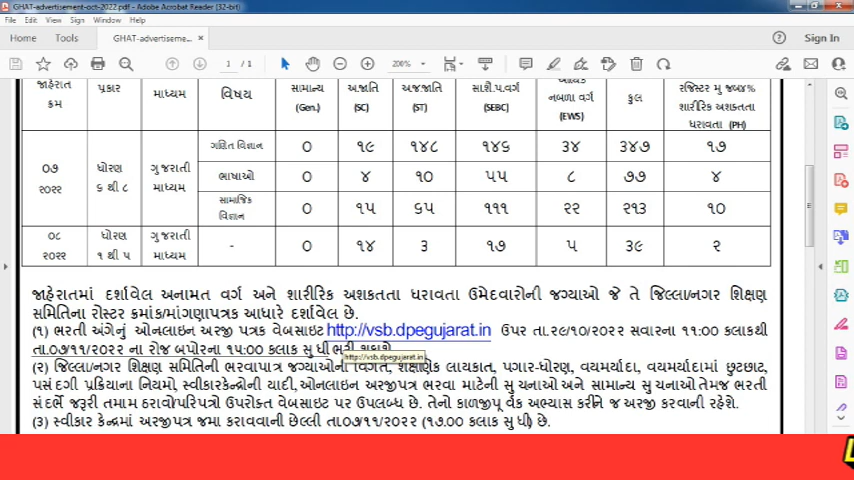 GHAT-advertisement-oct-2022.pdf - Adobe Acrobat Reader (32-bit)
File Edit View Sign Window Help
Home Tools GHAT-advertiseme... × Sign In
1 / 1 200%
જાહેરાત ક્રમ પ્રકાર માધ્યમ વિષય સામાન્ય (Gen.) અ.જાતિ (SC) અ.જજાતિ (ST) સા.શૈ.પ.વર્ગ (SEBC) નબળા વર્ગ (EWS) કુલ રજિસ્ટર મુજબ ૪% શારીરિક અશકતતા ધરાવતા (PH)
૦૭ ૨૦૨૨ ધોરણ ૬ થી ૮ ગુજરાતી માધ્યમ ગણિત વિજ્ઞાન ૦ ૧૯ ૧૪૮ ૧૪૬ ૩૪ ૩૪૭ ૧૭
ભાષાઓ ૦ ૪ ૧૦ ૫૫ ૮ ૭૭ ૪
સામાજિક વિજ્ઞાન ૦ ૧૫ ૬૫ ૧૧૧ ૨૨ ૨૧૩ ૧૦
૦૮ ૨૦૨૨ ધોરણ ૧ થી ૫ ગુજરાતી માધ્યમ - ૦ ૧૪ ૩ ૧૭ ૫ ૩૯ ૨
જાહેરાતમાં દર્શાવેલ અનામત વર્ગ અને શારીરિક અશકતતા ધરાવતા ઉમેદવારોની જગ્યાઓ જે તે જિલ્લા/નગર શિક્ષણ
સમિતિના રોસ્ટર ક્રમાંક/માંગણાપત્રક આધારે દર્શાવેલ છે.
(૧) ભરતી અંગેનું ઓનલાઇન અરજી પત્રક વેબસાઇટ http://vsb.dpegujarat.in ઉપર તા.૨૯/૧૦/૨૦૨૨ સવારના ૧૧:૦૦ કલાકથી
તા.૦૭/૧૧/૨૦૨૨ ના રોજ બપોરના ૧૫:૦૦ કલાક સુધી ભરી શકાશે
http://vsb.dpegujarat.in
(૨) જિલ્લા/નગર શિક્ષણ સમિતિની ભરવાપાત્ર જગ્યાઓની વિગત, શૈક્ષણિક લાયકાત, પગાર-ધોરણ, વયમર્યાદા, વયમર્યાદામાં છુટછાટ,
પસંદગી પ્રક્રિયાના નિયમો, સ્વીકારકેન્દ્રોની યાદી,ઓનલાઇન અરજીપત્ર ભરવા માટેની સુચનાઓ અને સામાન્ય સુચનાઓ તેમજ ભરતી
સંદર્ભે જરૂરી તમામ ઠરાવો/પરિપત્રો ઉપરોક્ત વેબસાઇટ પર ઉપલબ્ધ છે. તેનો કાળજીપૂર્વક અભ્યાસ કરીને જ અરજી કરવાની રહેશે.
(૩) સ્વીકાર કેન્દ્રમાં અરજીપત્ર જમા કરાવવાની છેલ્લી તા.૦૭/૧૧/૨૦૨૨ (૧૭.૦૦ કલાક સુધી) છે.